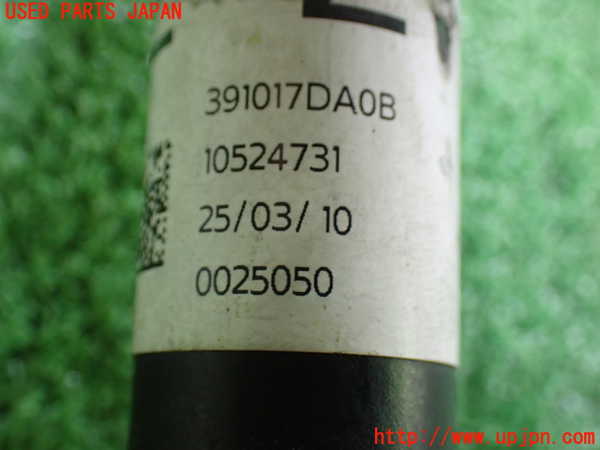 USED PARTS JAPAN
391017DA0B
10524731
25/03/10
0025050
http://www.upjpn.com